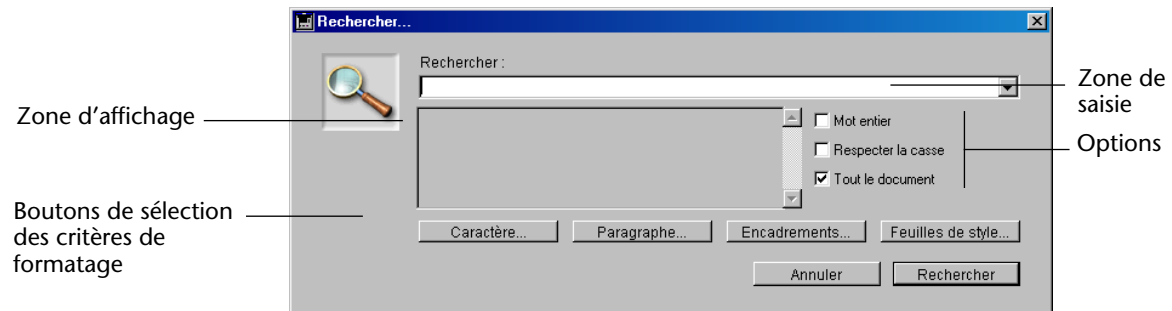 Rechercher...
Rechercher :
Zone de
saisie
Zone d’affichage
Mot entier
Options
Respecter la casse
Tout le document
Boutons de sélection
des critères de
formatage
Caractère...
Paragraphe...
Encadrements...
Feuilles de style...
Annuler
Rechercher